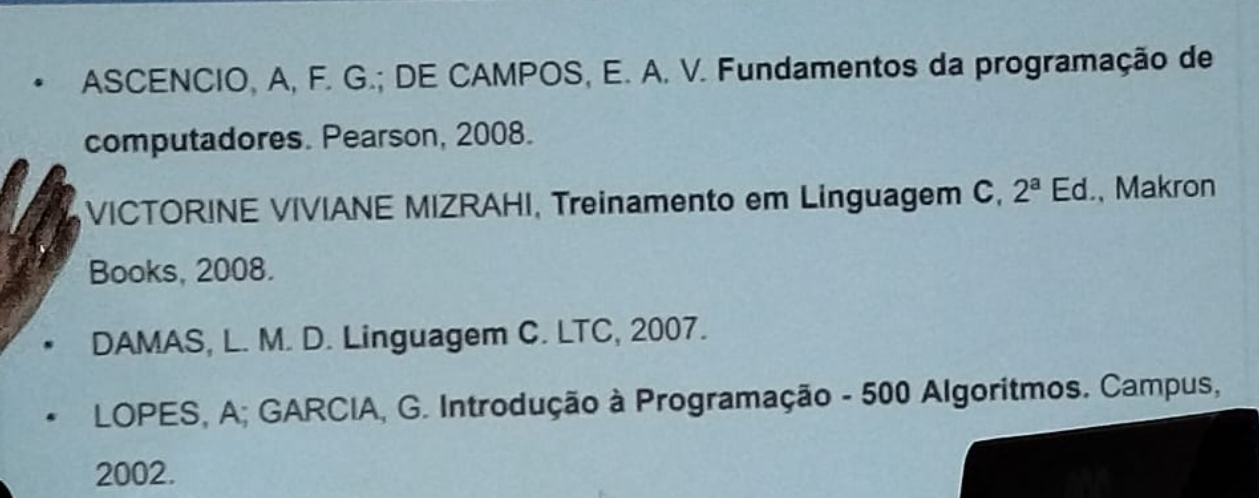 • ASCENCIO, A, F. G.; DE CAMPOS, E. A. V. Fundamentos da programação de
computadores. Pearson, 2008.
VICTORINE VIVIANE MIZRAHI, Treinamento em Linguagem C, 2ª Ed., Makron
Books, 2008.
• DAMAS, L. M. D. Linguagem C. LTC, 2007.
• LOPES, A; GARCIA, G. Introdução à Programação - 500 Algoritmos. Campus,
2002.